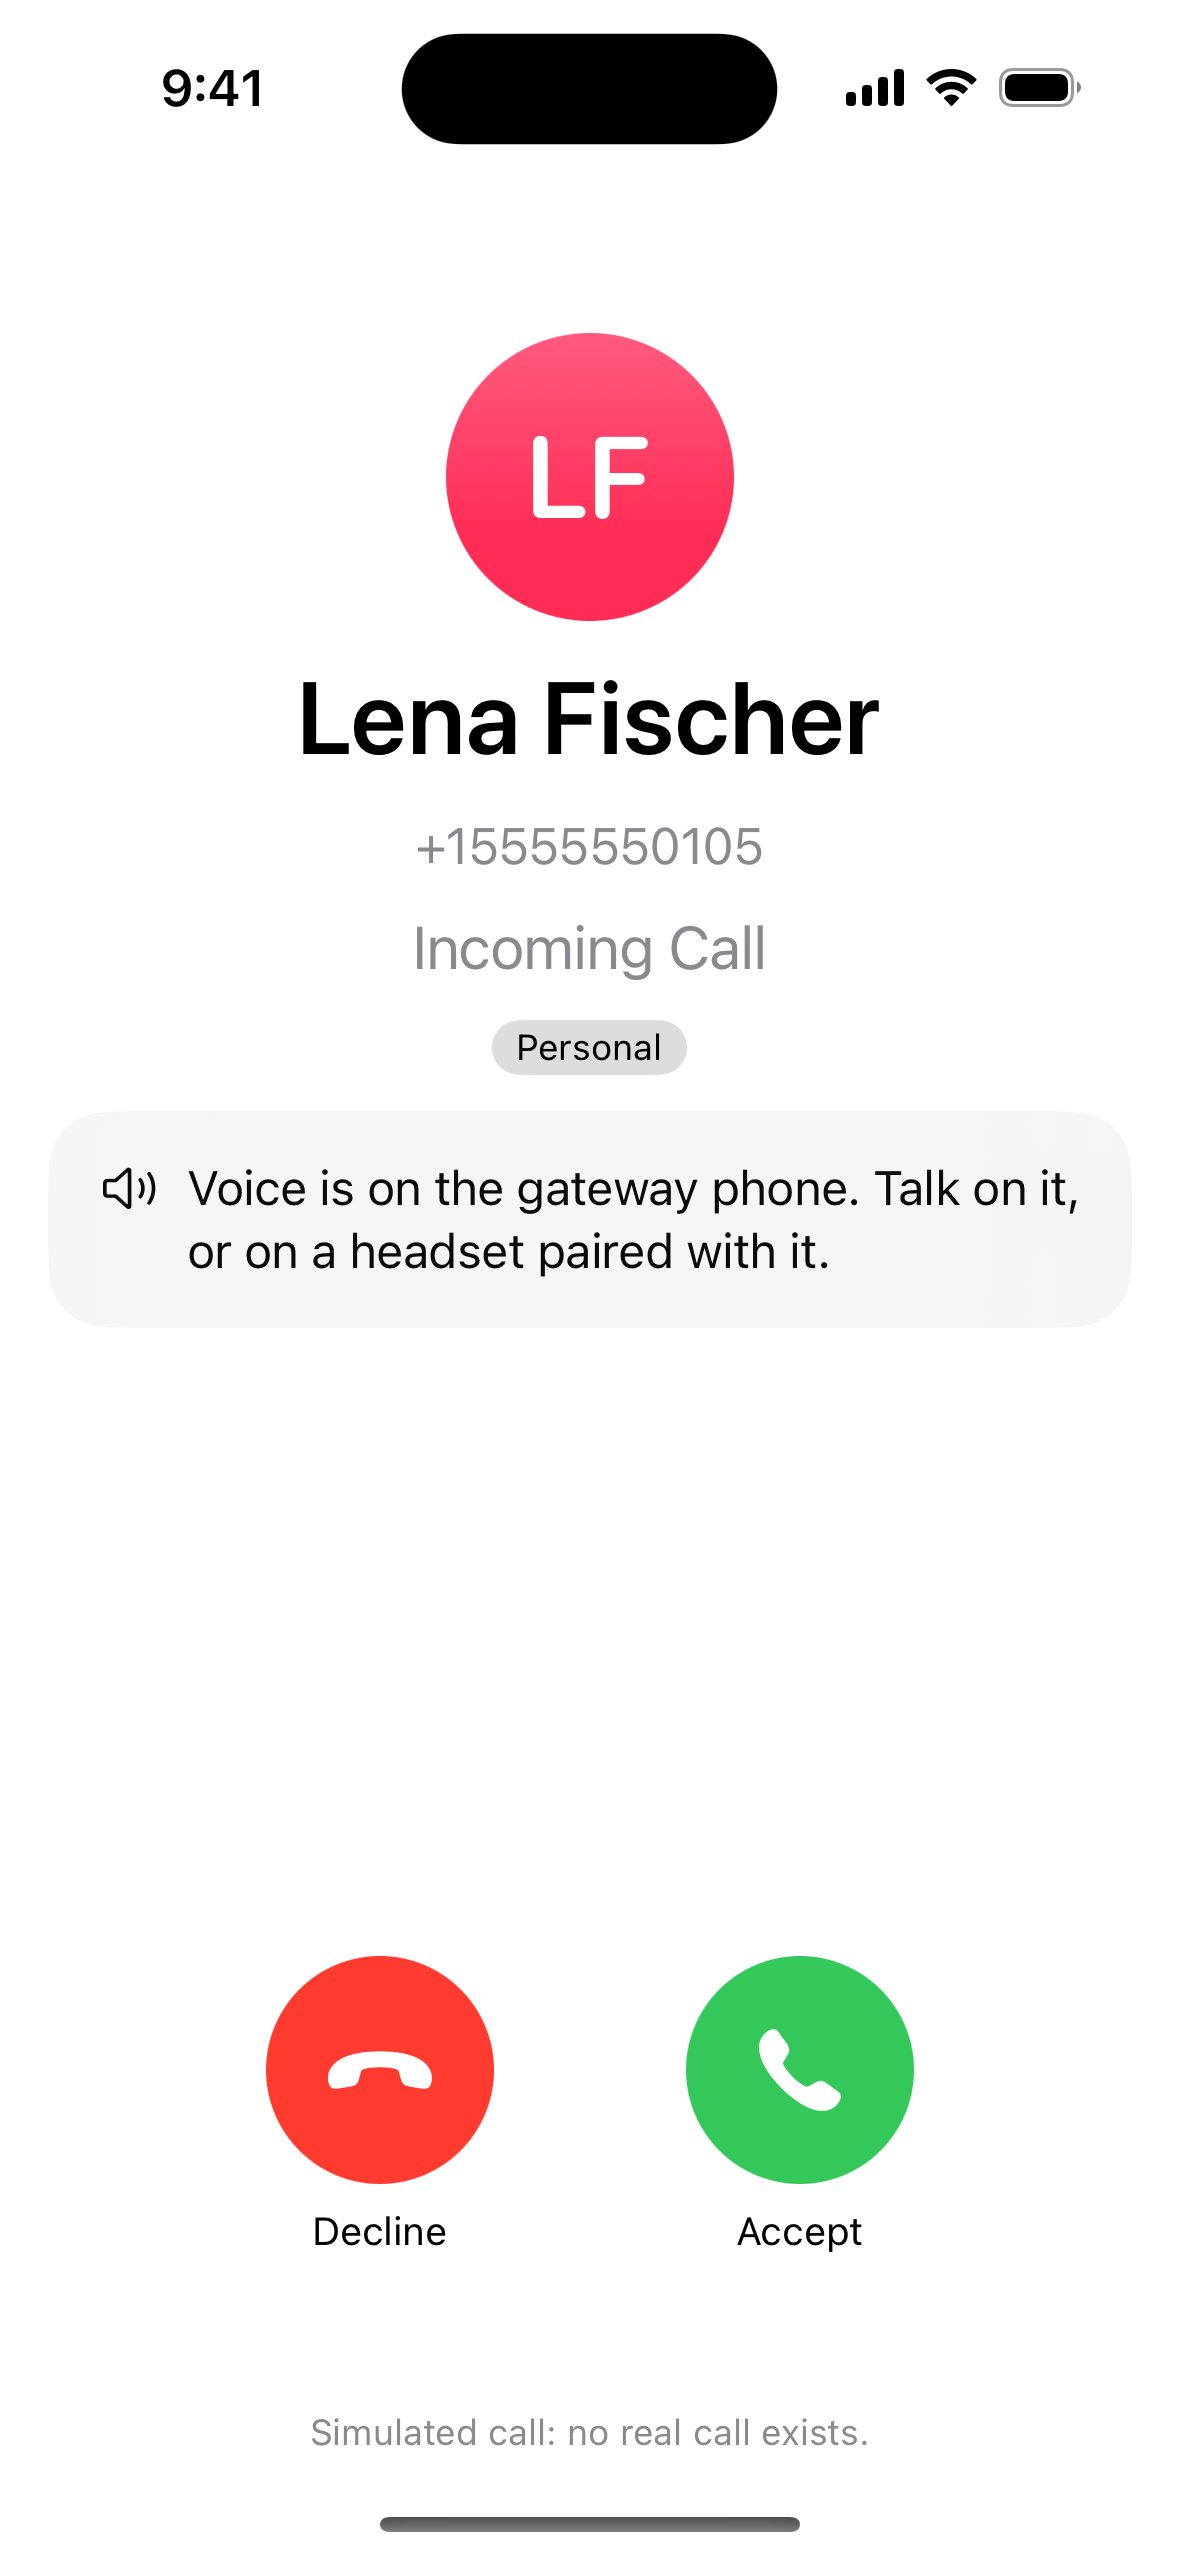 9:41
LF
Lena Fischer
+15555550105
Incoming Call
Personal
Voice is on the gateway phone. Talk on it,
or on a headset paired with it.
Decline
Accept
Simulated call: no real call exists.